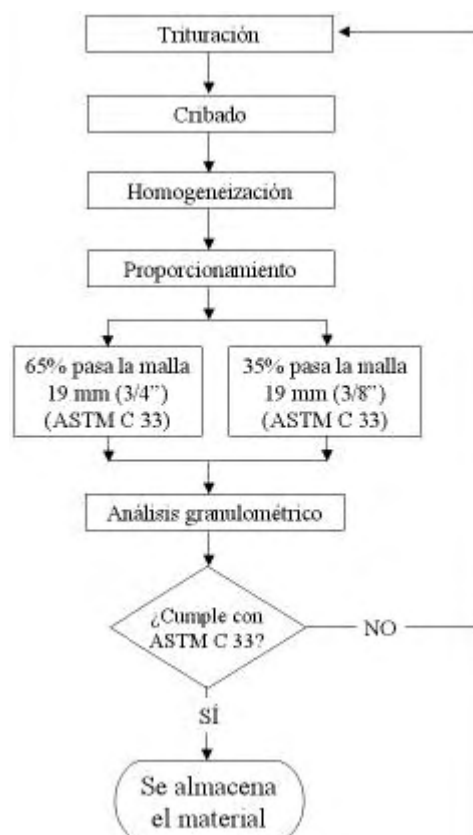 Trituración
Cribado
Homogeneización
Proporcionamiento
65% pasa la malla
19 mm (3/4”)
(ASTM C 33)
35% pasa la malla
19 mm (3/8”)
(ASTM C 33)
Análisis granulométrico
¿Cumple con
ASTM C 33?
NO
SÍ
Se almacena
el material